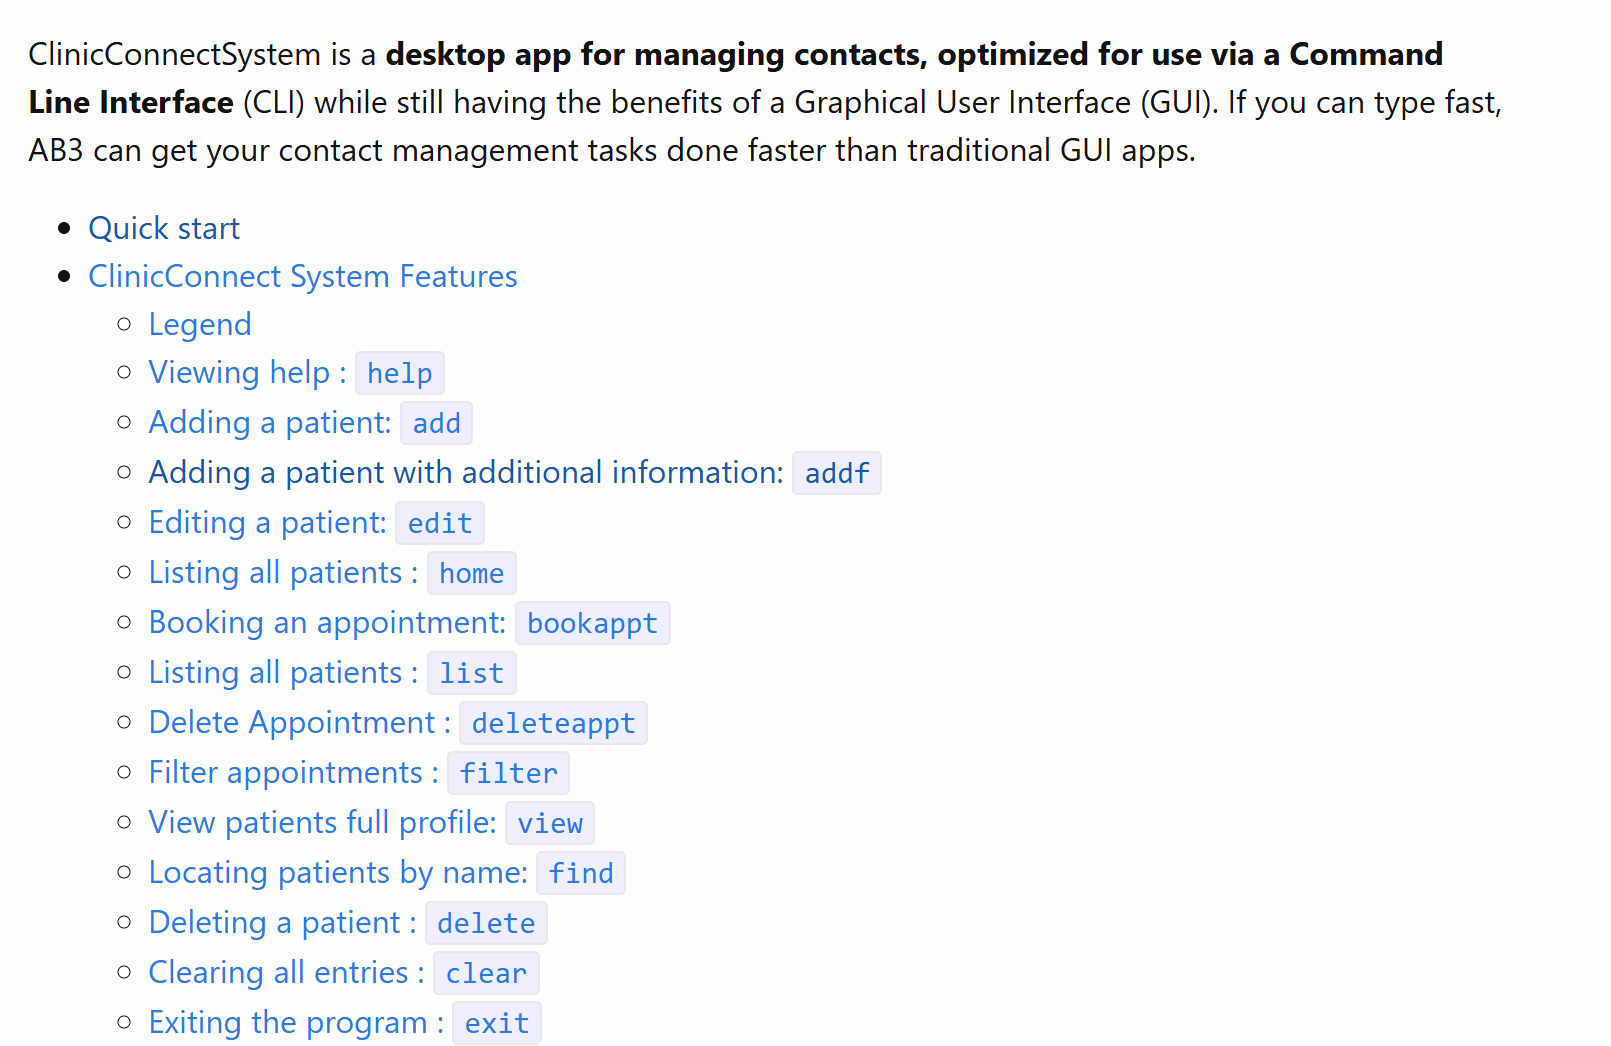 ClinicConnectSystem is a desktop app for managing contacts, optimized for use via a Command
Line Interface (CLI) while still having the benefits of a Graphical User Interface (GUI). If you can type fast,
AB3 can get your contact management tasks done faster than traditional GUI apps.
Quick start
ClinicConnect System Features
Legend
Viewing help : help
Adding a patient: add
Adding a patient with additional information: addf
Editing a patient: edit
Listing all patients : home
Booking an appointment: bookappt
Listing all patients : list
Delete Appointment : deleteappt
Filter appointments : filter
View patients full profile: view
Locating patients by name: find
Deleting a patient : delete
Clearing all entries : clear
Exiting the program : exit